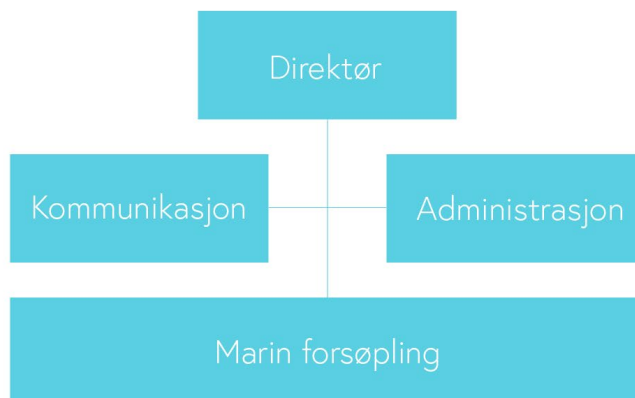 Direktør
Kommunikasjon
Administrasjon
Marin forsøpling